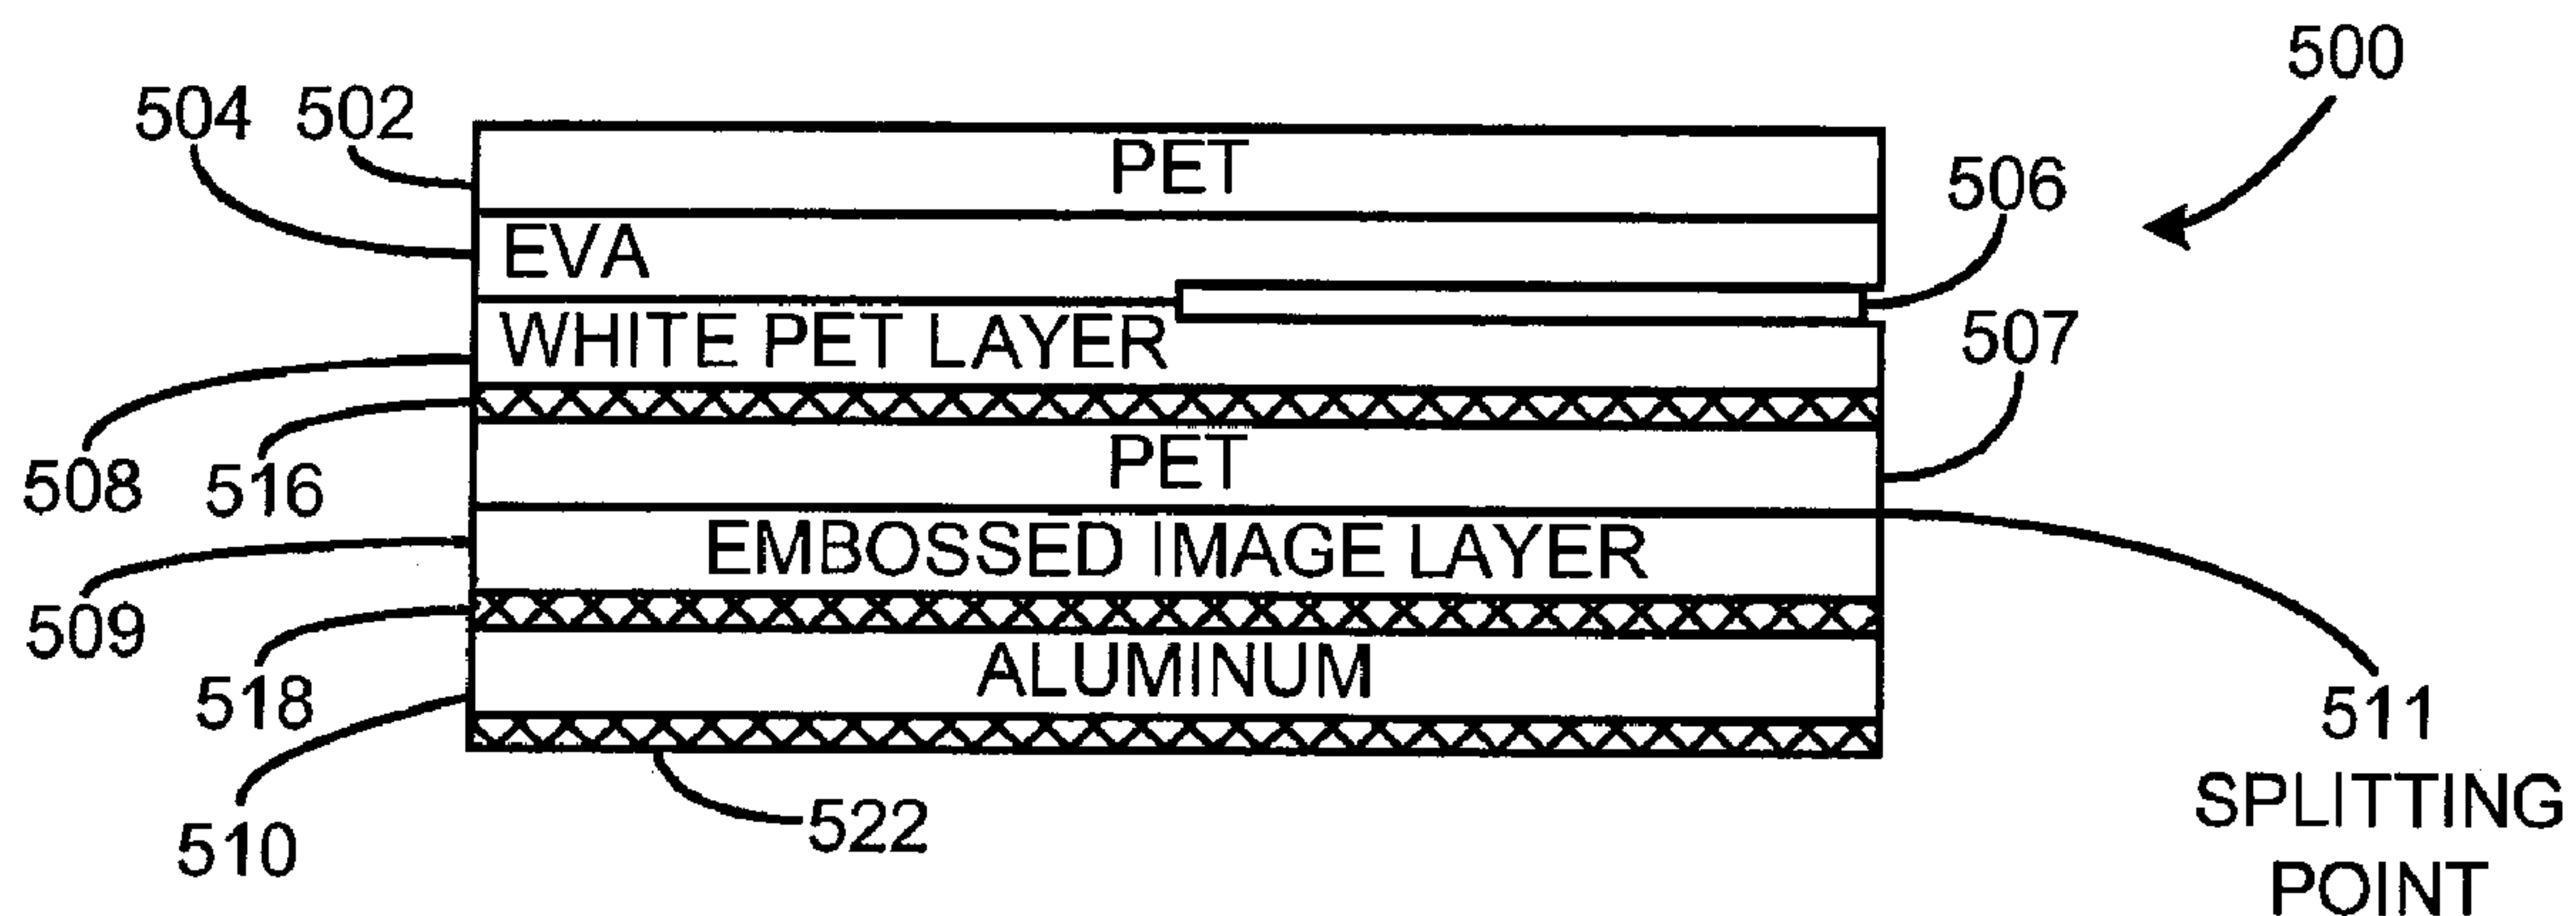 500
504 502
PET
506
EVA
507
WHITE PET LAYER
508 516
PET
EMBOSSED IMAGE LAYER
509
518
ALUMINUM
511
SPLITTING
POINT
510
522